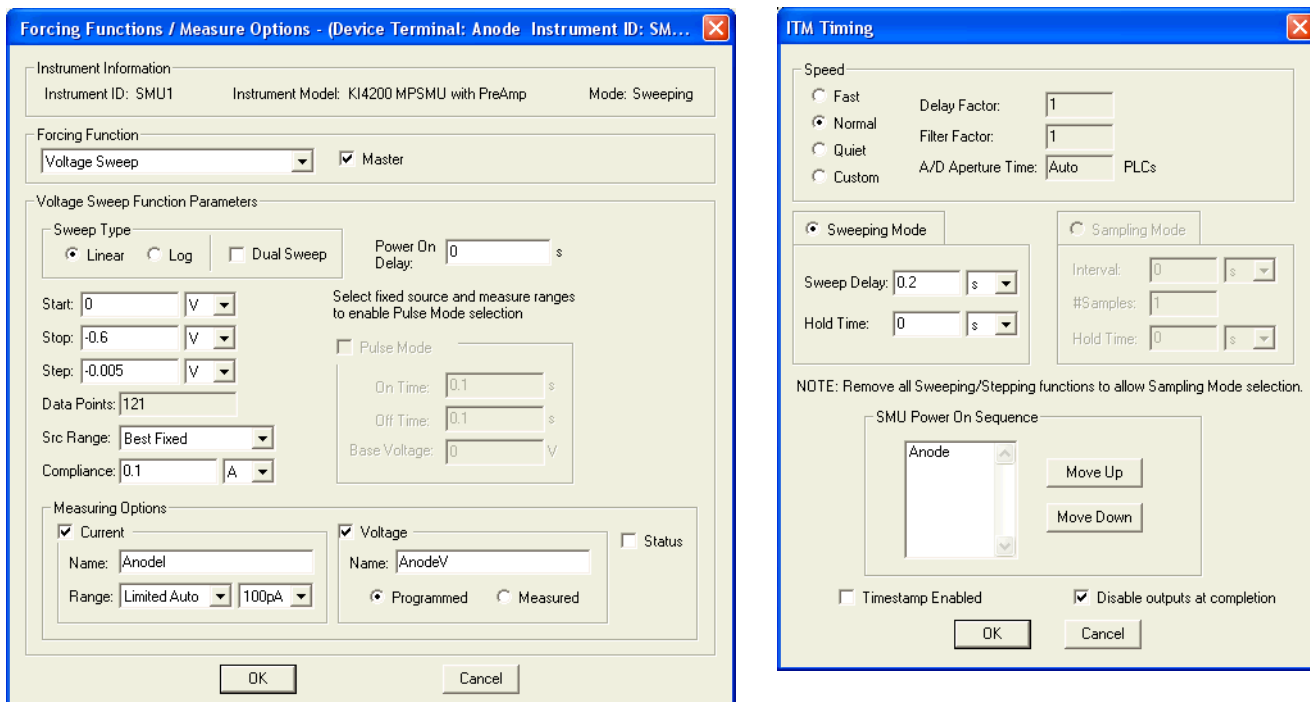 Forcing Functions / Measure Options - (Device Terminal: Anode Instrument ID: SM...
Instrument Information
Instrument ID: SMU1 Instrument Model: KI4200 MPSMU with PreAmp Mode: Sweeping
Forcing Function
Voltage Sweep Master
Voltage Sweep Function Parameters
Sweep Type
Linear Log Dual Sweep
Power On
Delay: 0 s
Start: 0 V
Stop: -0.6 V
Step: -0.005 V
Data Points: 121
Src Range: Best Fixed
Compliance: 0.1 A
Select fixed source and measure ranges
to enable Pulse Mode selection
Pulse Mode
On Time: 0.1 s
Off Time: 0.1 s
Base Voltage: 0 V
Measuring Options
Current
Name: AnodeI
Range: Limited Auto 100pA
Voltage
Name: AnodeV
Programmed Measured
Status
OK Cancel
ITM Timing
Speed
Fast
Normal
Quiet
Custom
Delay Factor: 1
Filter Factor: 1
A/D Aperture Time: Auto PLCs
Sweeping Mode
Sweep Delay: 0.2 s
Hold Time: 0 s
Sampling Mode
Interval: 0 s
#Samples: 1
Hold Time: 0 s
NOTE: Remove all Sweeping/Stepping functions to allow Sampling Mode selection.
SMU Power On Sequence
Anode
Move Up
Move Down
Timestamp Enabled Disable outputs at completion
OK Cancel